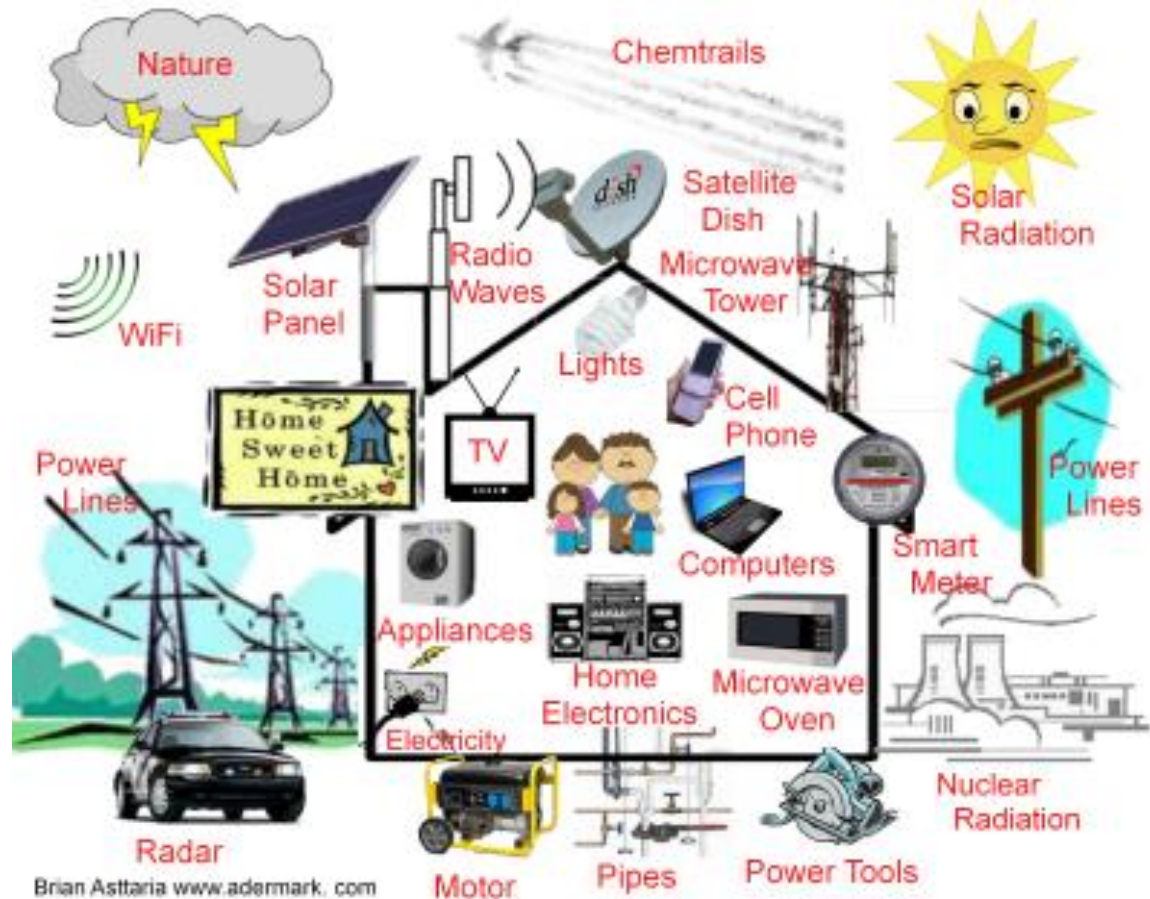 Nature
Chemtrails
Solar
Radiation
Satellite
Dish
dish
Radio
Waves
Microwave
Tower
Solar
Panel
WiFi
Lights
Cell
Phone
Home
Sweet
Home
TV
Power
Lines
Power
Lines
Smart
Meter
Computers
Appliances
Home
Electronics
Microwave
Oven
Electricity
Nuclear
Radiation
Radar
Motor
Pipes
Power Tools
Brian Asttaria www.adermark. com